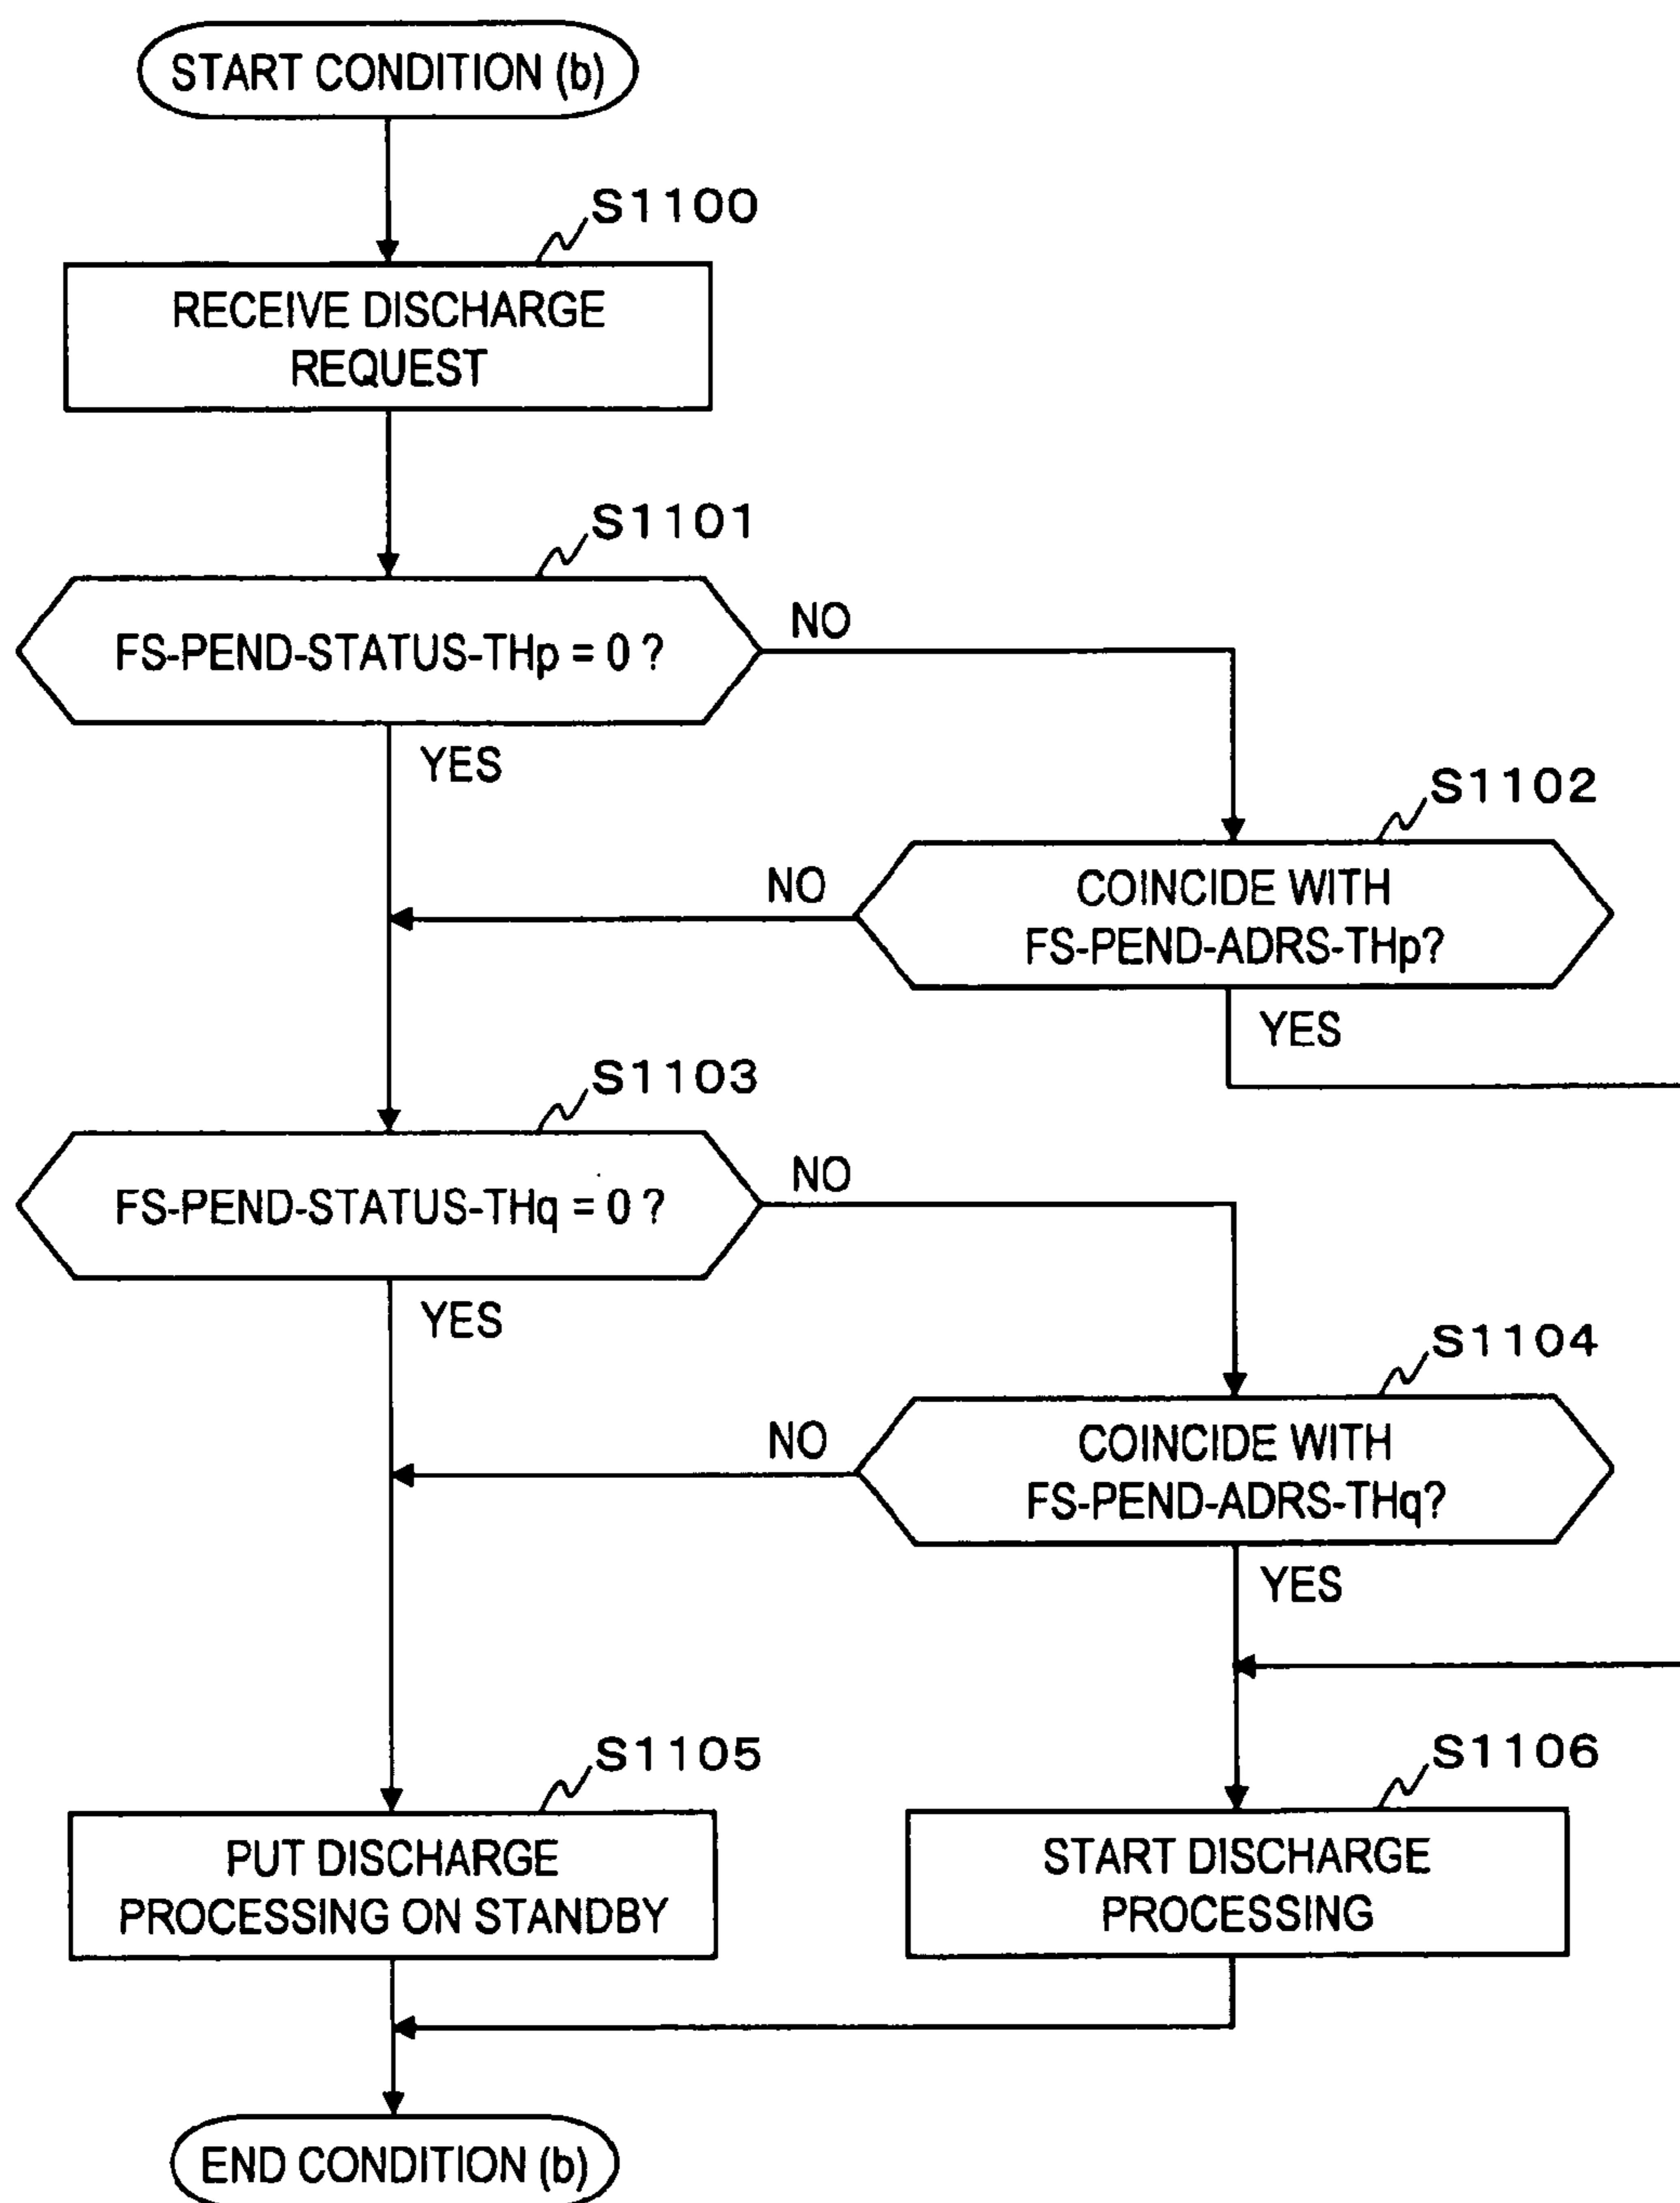 START CONDITION (b)
S1100
RECEIVE DISCHARGE
REQUEST
S1101
FS-PEND-STATUS-THp = 0 ?
NO
YES
S1102
COINCIDE WITH
FS-PEND-ADRS-THp?
NO
YES
S1103
FS-PEND-STATUS-THq = 0 ?
NO
YES
S1104
COINCIDE WITH
FS-PEND-ADRS-THq?
NO
YES
S1105
PUT DISCHARGE
PROCESSING ON STANDBY
S1106
START DISCHARGE
PROCESSING
END CONDITION (b)